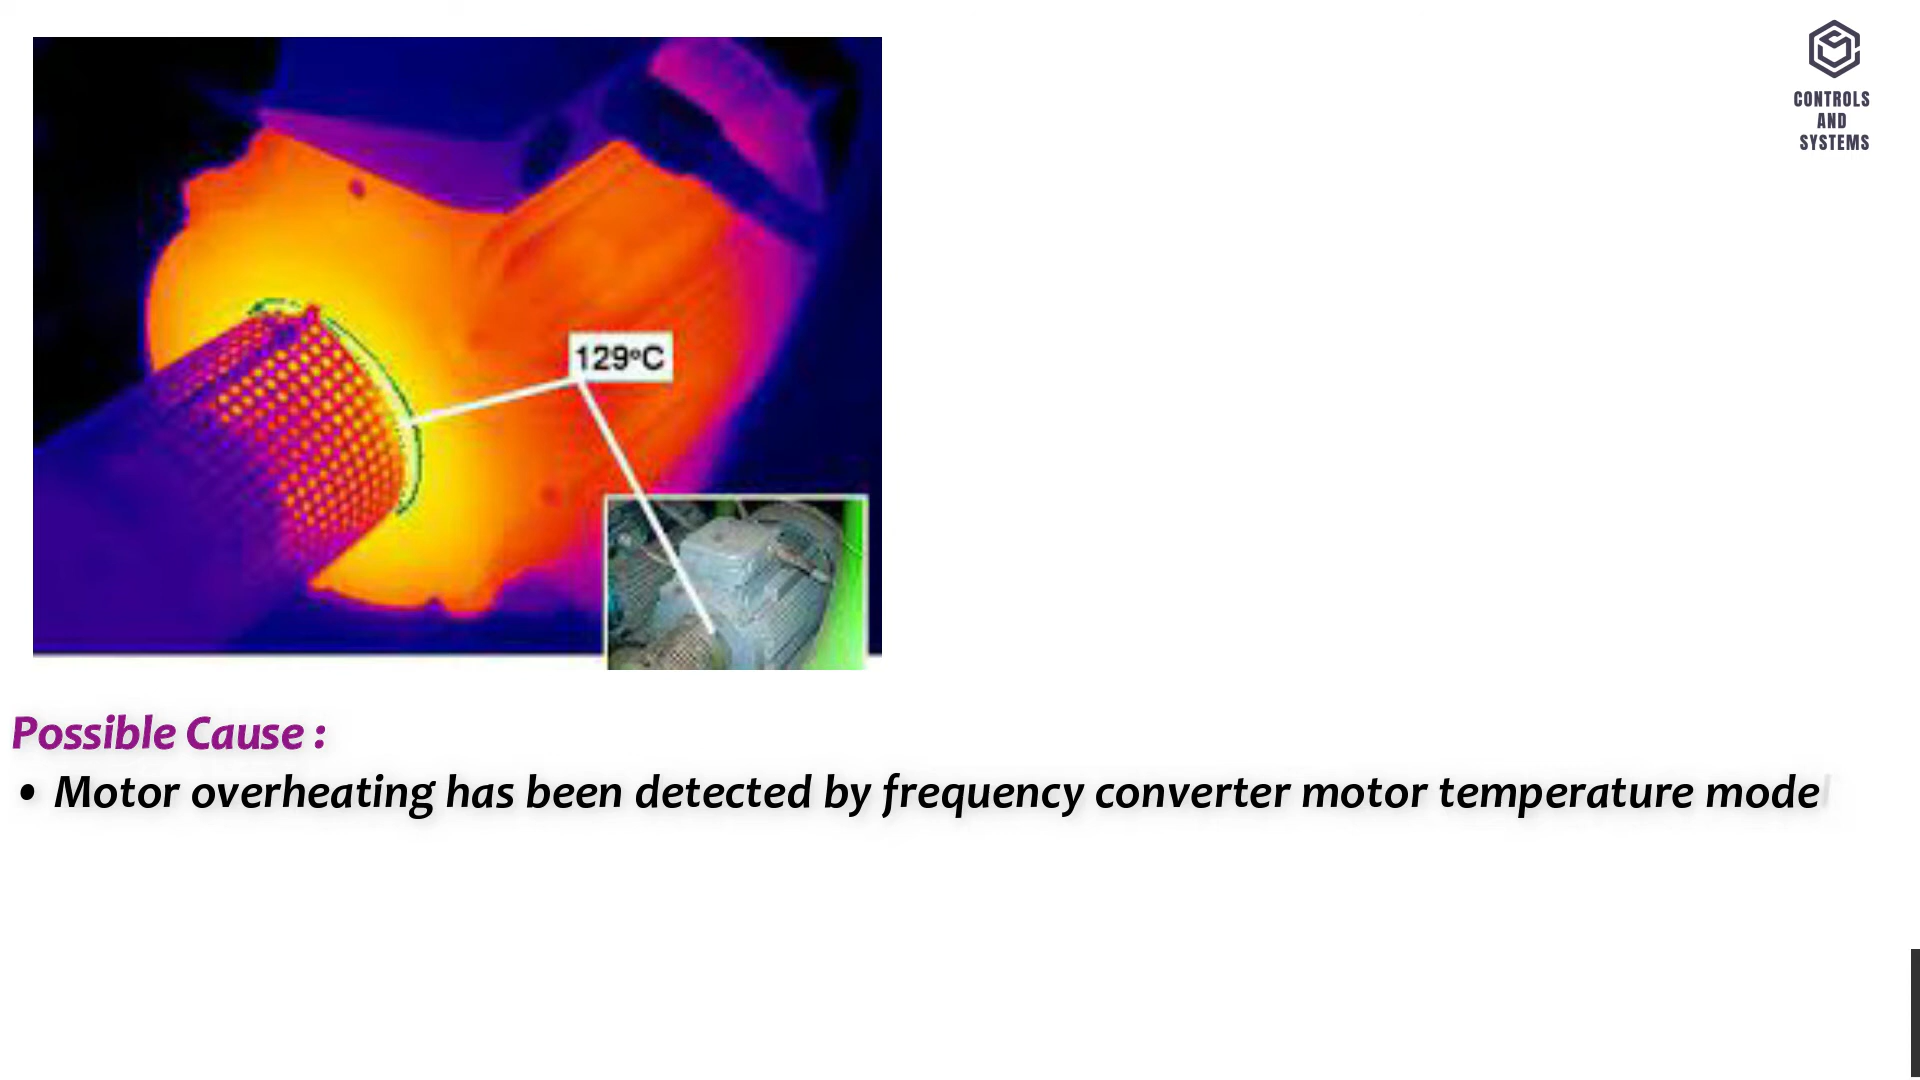 CONTROLS
AND
SYSTEMS
129°C
Possible Cause :
• Motor overheating has been detected by frequency converter motor temperature mode